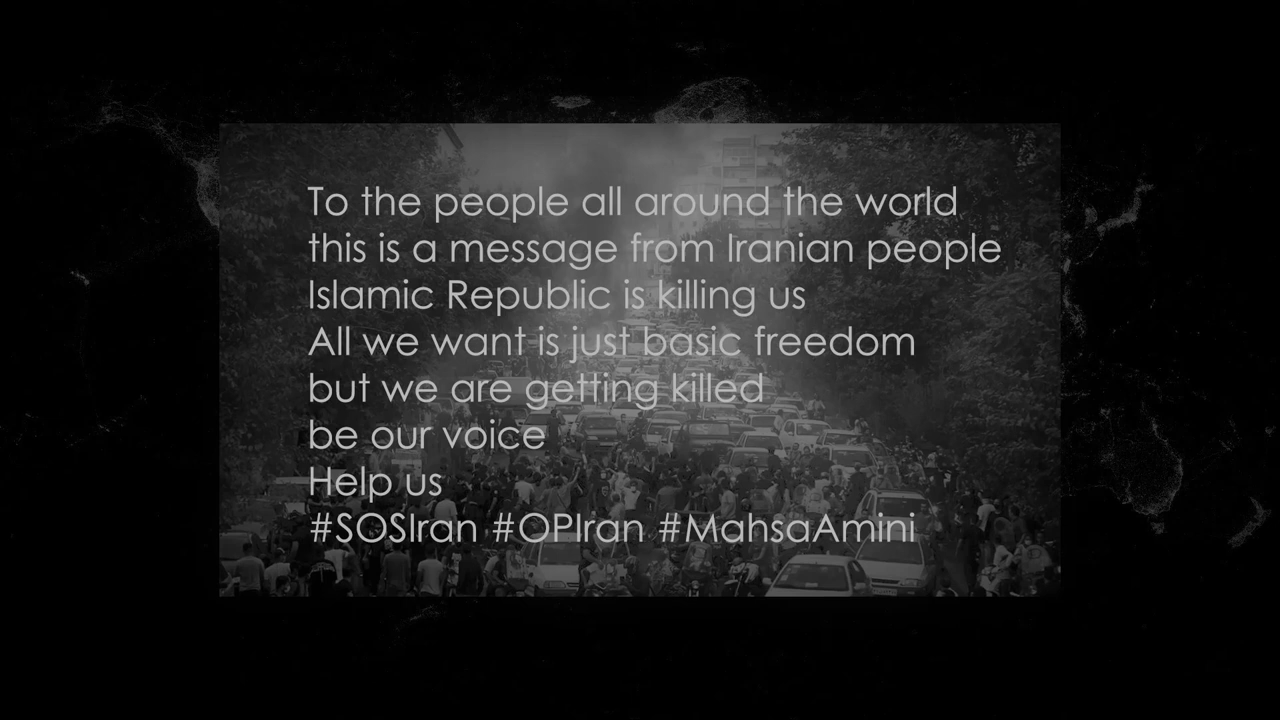 To the people all around the world
this is a message from Iranian people
Islamic Republic is killing us
All we want is just basic freedom
but we are getting killed
be our voice
Help us
#SOSIran #OPIran #MahsaAmini